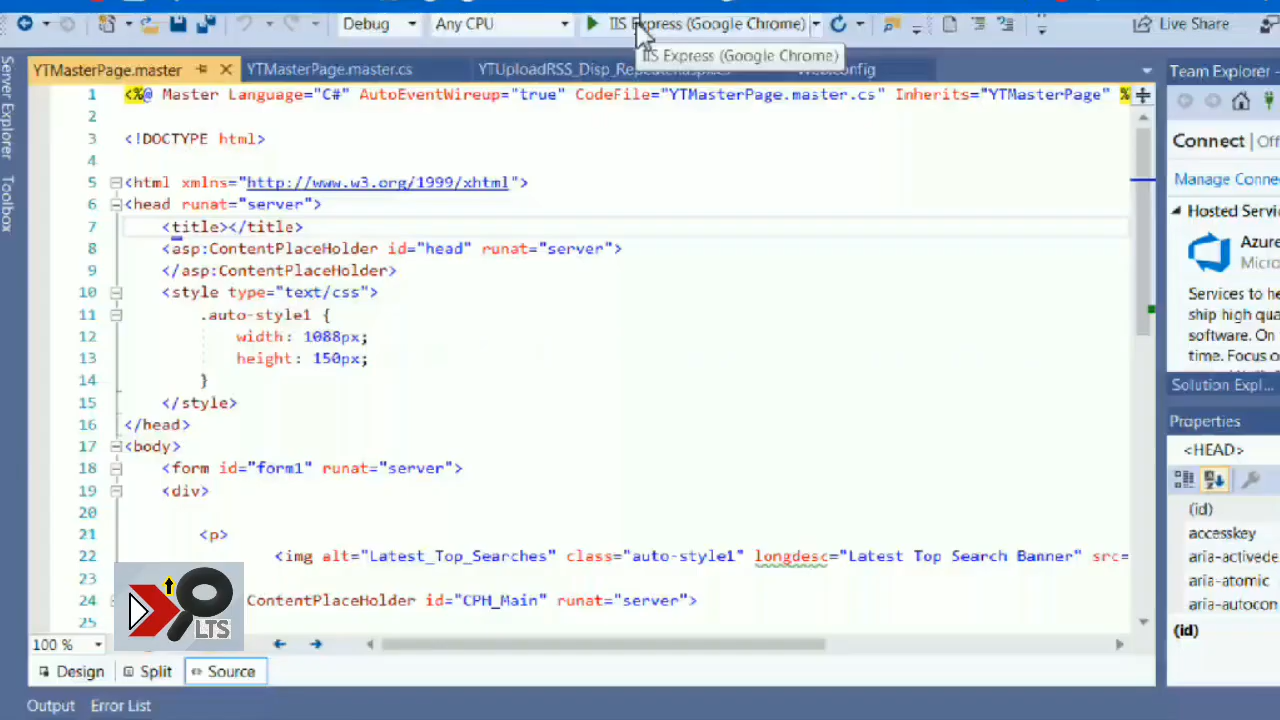 Debug Any CPU IIS Express (Google Chrome) Live Share
IIS Express (Google Chrome)
YTMasterPage.master YTMasterPage.master.cs
Server Explorer
Toolbox
1 <%@ Master Language="C#" AutoEventWireup="true" CodeFile="YTMasterPage.master.cs" Inherits="YTMasterPage" %
2
3 <!DOCTYPE html>
4
5 <html xmlns="http://www.w3.org/1999/xhtml">
6 <head runat="server">
7 <title></title>
8 <asp:ContentPlaceHolder id="head" runat="server">
9 </asp:ContentPlaceHolder>
10 <style type="text/css">
11 .auto-style1 {
12 width: 1088px;
13 height: 150px;
14 }
15 </style>
16 </head>
17 <body>
18 <form id="form1" runat="server">
19 <div>
20
21 <p>
22 <img alt="Latest_Top_Searches" class="auto-style1" longdesc="Latest Top Search Banner" src=
23
24 ContentPlaceHolder id="CPH_Main" runat="server">
25
LTS
100 %
Design Split Source
Output Error List
Team Explorer -
Connect | Off
Manage Conne
Hosted Servi
Azure
Micro
Services to he
ship high qua
software. On
time. Focus o
Solution Expl...
Properties
<HEAD>
(id)
accesskey
aria-activede
aria-atomic
aria-autocon
(id)